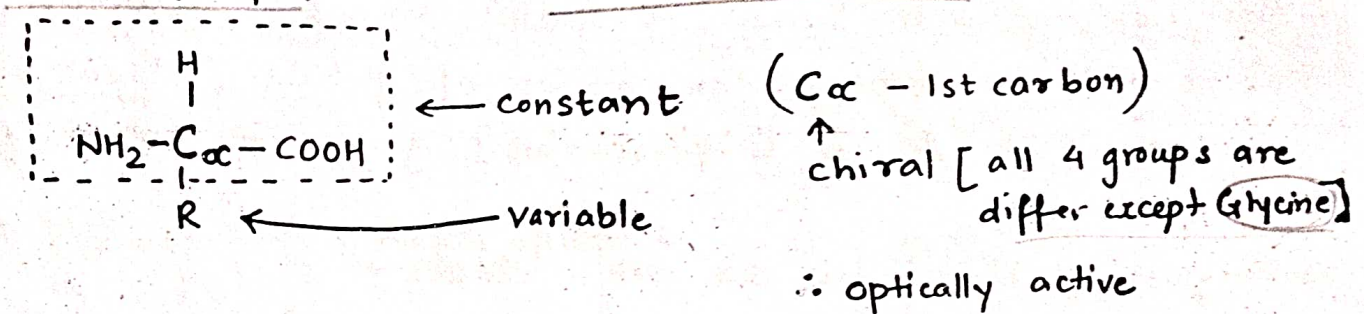 H
NH₂-Cα-COOH
R
← constant
← variable
(Cα - 1st carbon)
↑
chiral [all 4 groups are
differ except Glycine]
∴ optically active